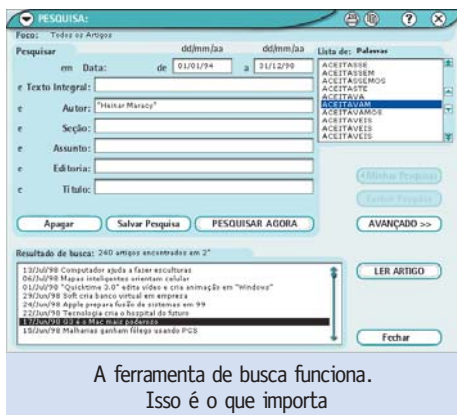 PESQUISA:
Foco: Todos os Artigos
Pesquisar
dd/mm/aa dd/mm/aa
Lista de: Palavras
em Data: de 01/01/94 a 31/12/98
e Texto Integral:
e Autor: "Heinar Maracy"
e Seção:
e Assunto:
e Editoria:
e Título:
ACEITASSE
ACEITASSEM
ACEITASSEMOS
ACEITASTE
ACEITAVA
ACEITAVAM
ACEITAVAMOS
ACEITAVEIS
ACEITÁVEIS
ACEITÁVEIS
Minhas Pesquisas
Pesquisa
Apagar
Salvar Pesquisa
PESQUISAR AGORA
AVANÇADO >>
Resultado de busca: 240 artigos encontrados em 2"
13/Jul/98 Computador ajuda a fazer esculturas
06/Jul/98 Mapas inteligentes orientam celular
01/Jul/98 "Quicktime 3.0" edita vídeo e cria animação em "Windows"
29/Jun/98 Soft cria banco virtual em empresa
24/Jun/98 Apple prepara fusão de sistemas em 99
22/Jun/98 Tecnologia cria o hospital do futuro
17/Jun/98 G3 é o Mac mais poderoso
15/Jun/98 Malharias ganham fôlego usando PCS
LER ARTIGO
Fechar
A ferramenta de busca funciona.
Isso é o que importa